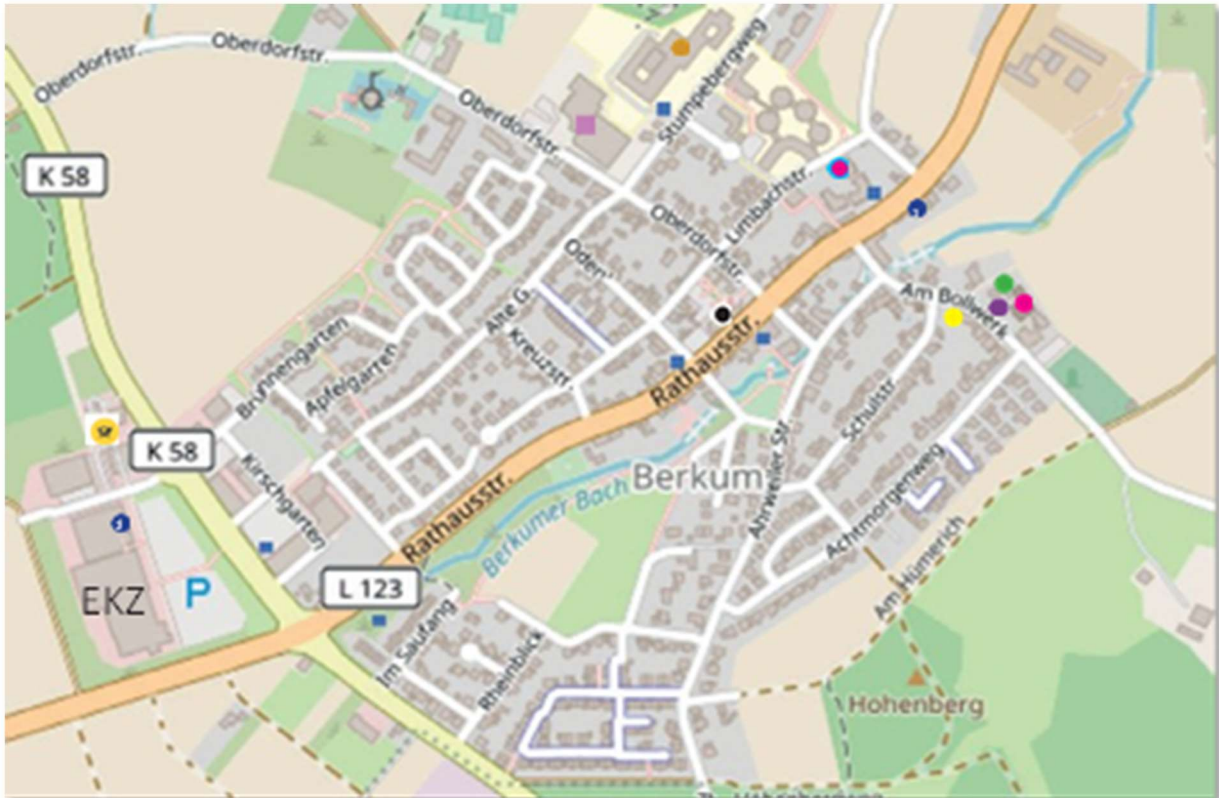 Oberdorfstr.
Oberdorfstr.
Stumpebergweg
Oberdorfstr.
K 58
Limbachstr.
Oberdorfstr.
Oden
Am Bollwerk
Alte G.
Kreuzstr.
Rathausstr.
Brunnengarten
Apfelgarten
Schulstr.
K 58
Kirschgarten
Berkum
Rathausstr.
Berkumer Bach
Ahrweiler Str.
Achtmorgenweg
Am Hümerich
L 123
EKZ
P
Im Saufang
Rheinblick
Hohenberg